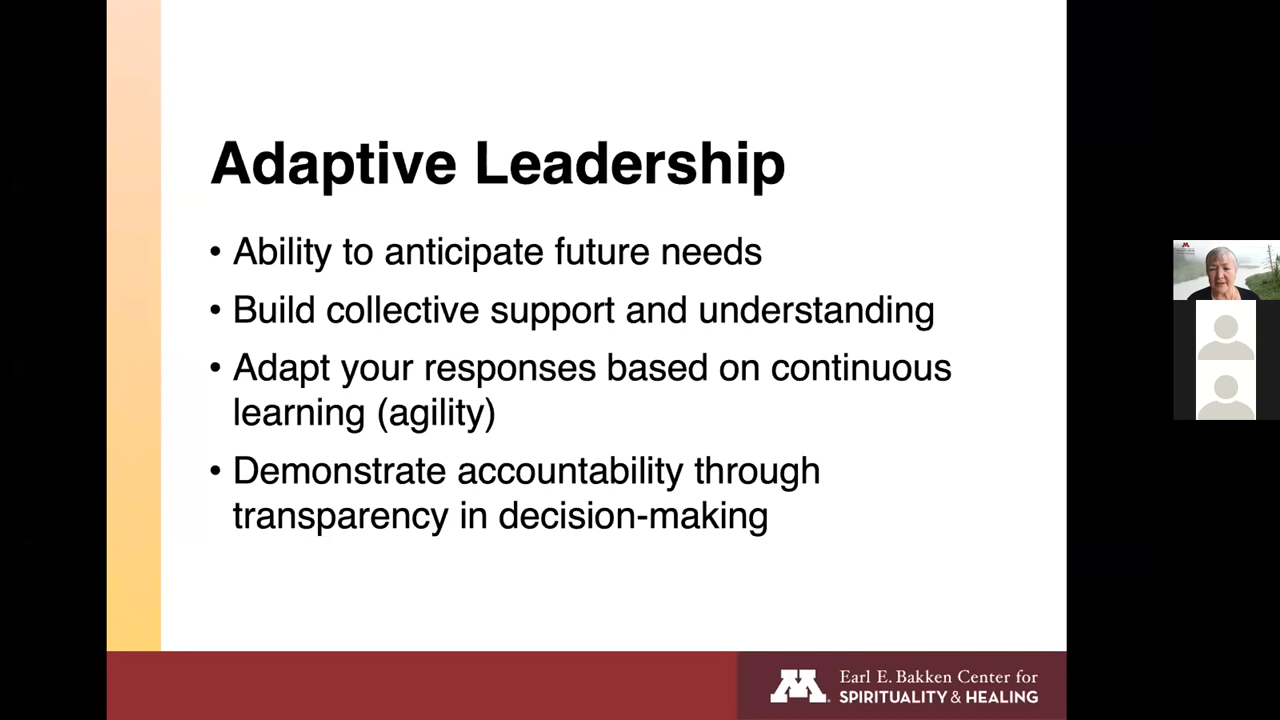 Adaptive Leadership
• Ability to anticipate future needs
• Build collective support and understanding
• Adapt your responses based on continuous
learning (agility)
• Demonstrate accountability through
transparency in decision-making
M
Earl E. Bakken Center for
SPIRITUALITY & HEALING